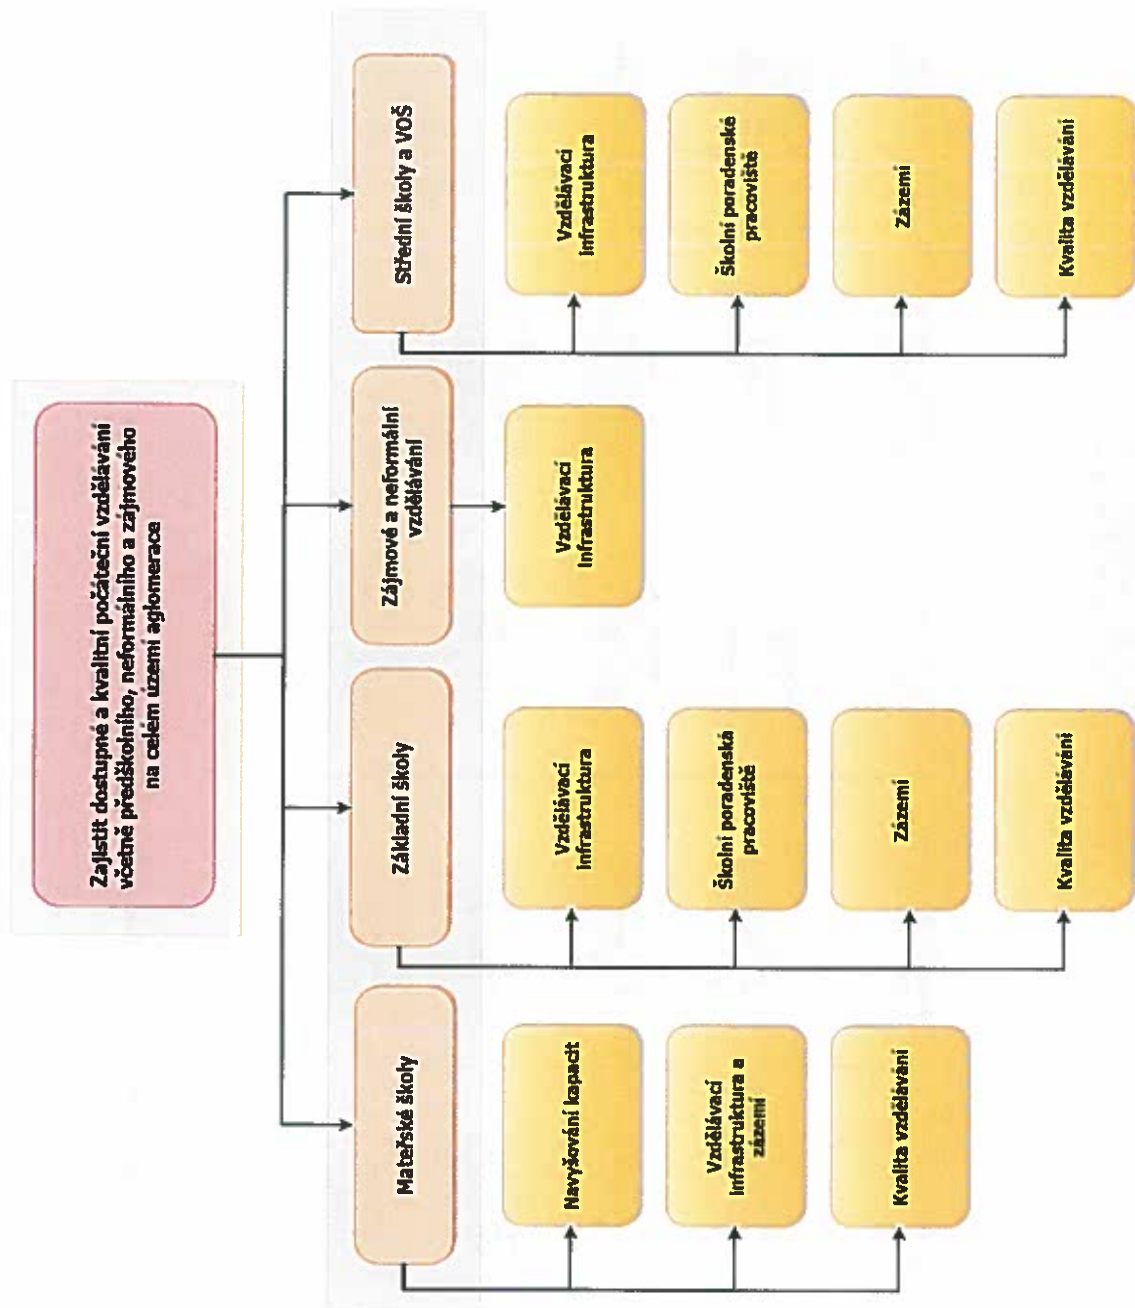 Zajistit dostupné a kvalitní počáteční vzdělávání
včetně předškolního, neformálního a zájmového
na celém území aglomerace
Mateřské školy
Základní školy
Zájmové a neformální
vzdělávání
Střední školy a VOŠ
Navyšování kapacit
Vzdělávací
infrastruktura a
zázemí
Kvalita vzdělávání
Vzdělávací
infrastruktura
Školní poradenská
pracoviště
Zázemí
Kvalita vzdělávání
Vzdělávací
infrastruktura
Vzdělávací
infrastruktura
Školní poradenské
pracoviště
Zázemí
Kvalita vzdělávání